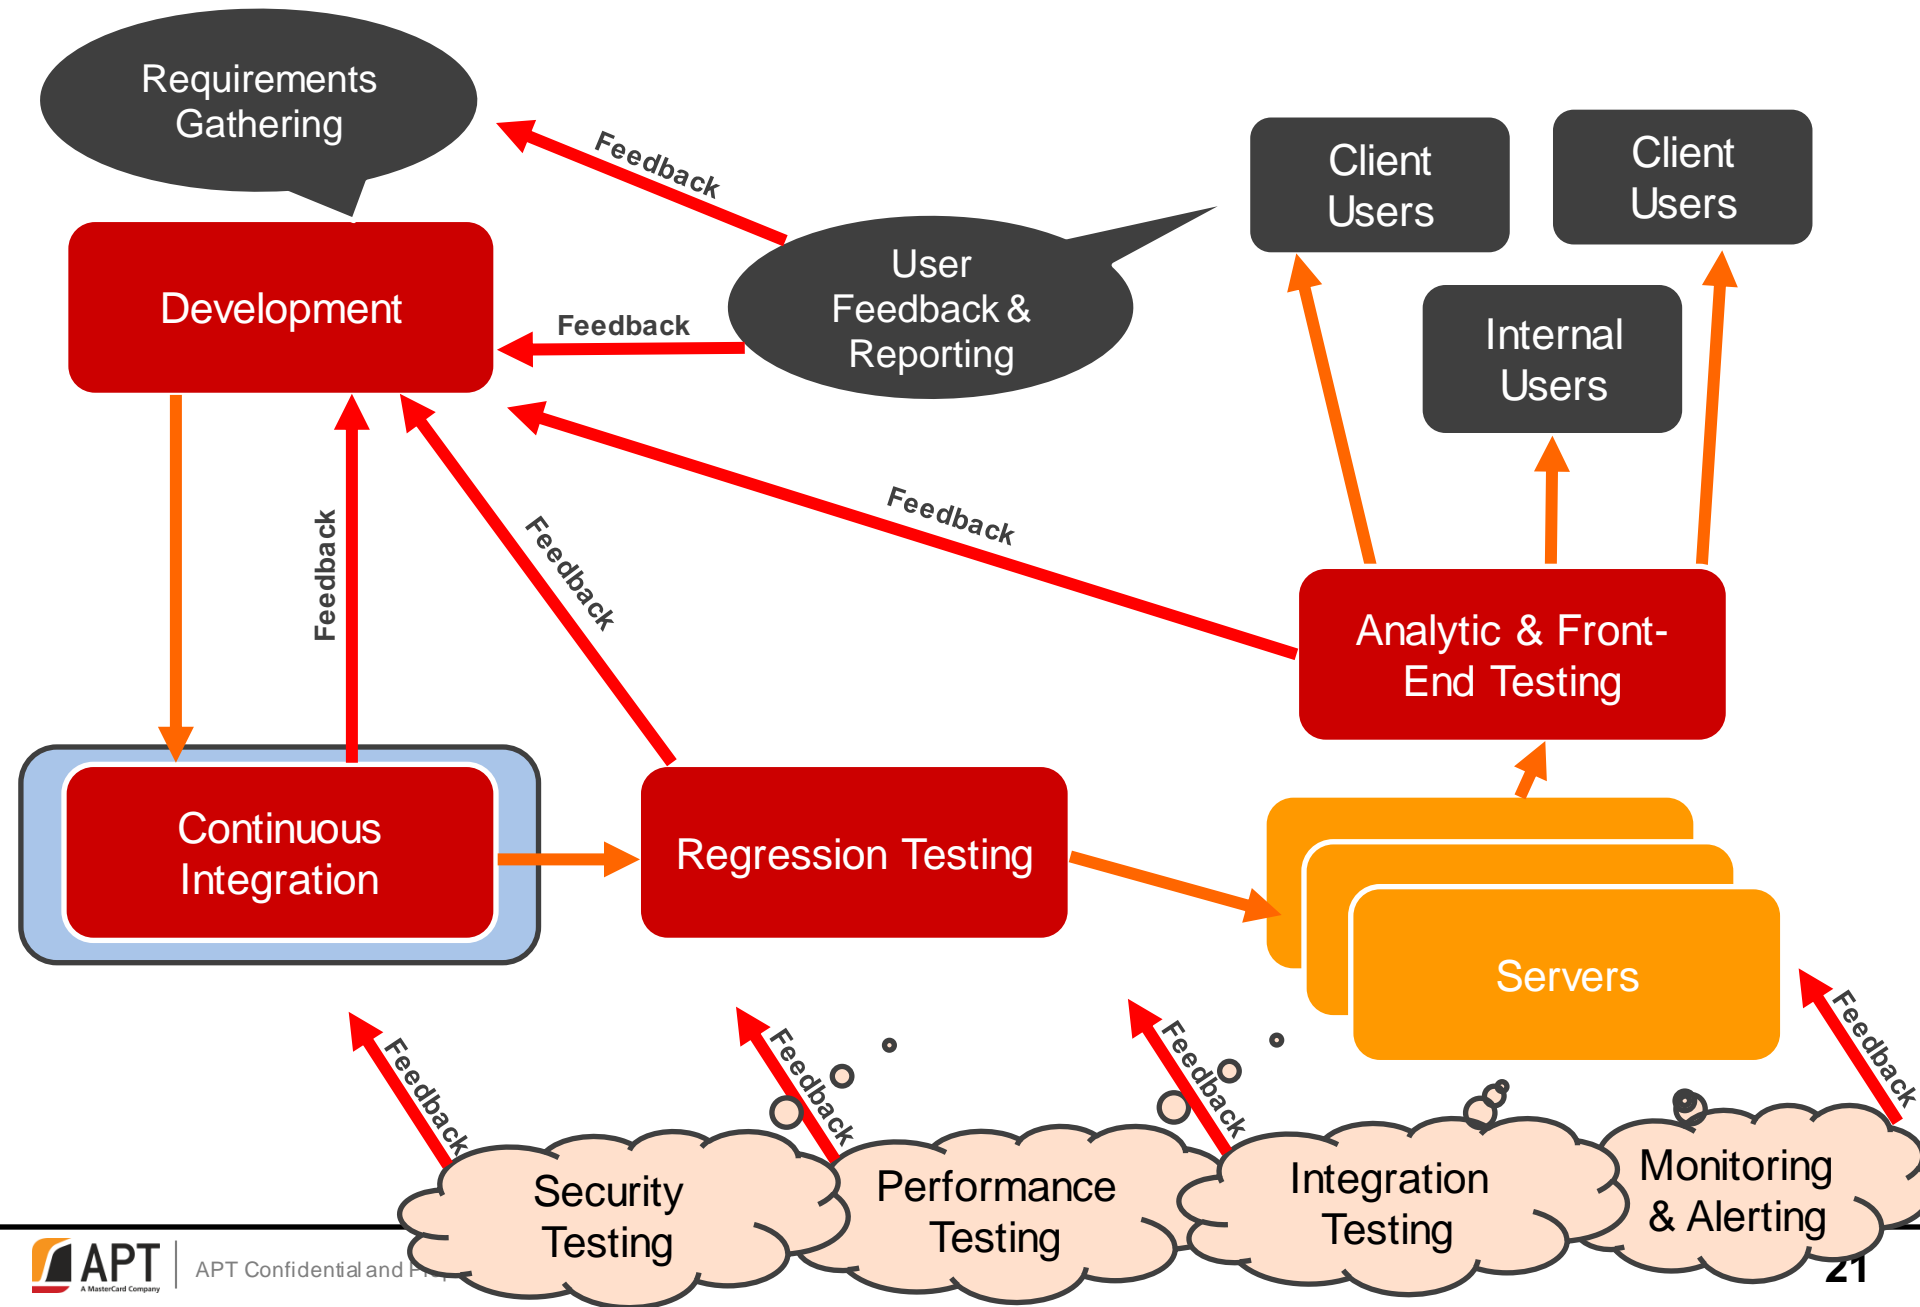 Requirements
Gathering
Feedback
Client
Users
Client
Users
Development
Feedback
User
Feedback &
Reporting
Internal
Users
Feedback
Feedback
Feedback
Analytic & Front-
End Testing
Continuous
Integration
Regression Testing
Servers
Feedback
Feedback
Feedback
Feedback
Security
Testing
Performance
Testing
Integration
Testing
Monitoring
& Alerting
APT
A MasterCard Company
APT Confidential and
21